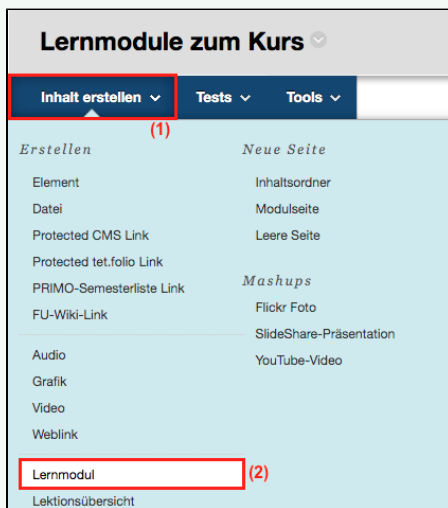 Lernmodule zum Kurs
Inhalt erstellen
Tests
Tools
(1)
Erstellen
Element
Datei
Protected CMS Link
Protected tet.folio Link
PRIMO-Semesterliste Link
FU-Wiki-Link
Audio
Grafik
Video
Weblink
Lernmodul
(2)
Lektionsübersicht
Neue Seite
Inhaltsordner
Modulseite
Leere Seite
Mashups
Flickr Foto
SlideShare-Präsentation
YouTube-Video